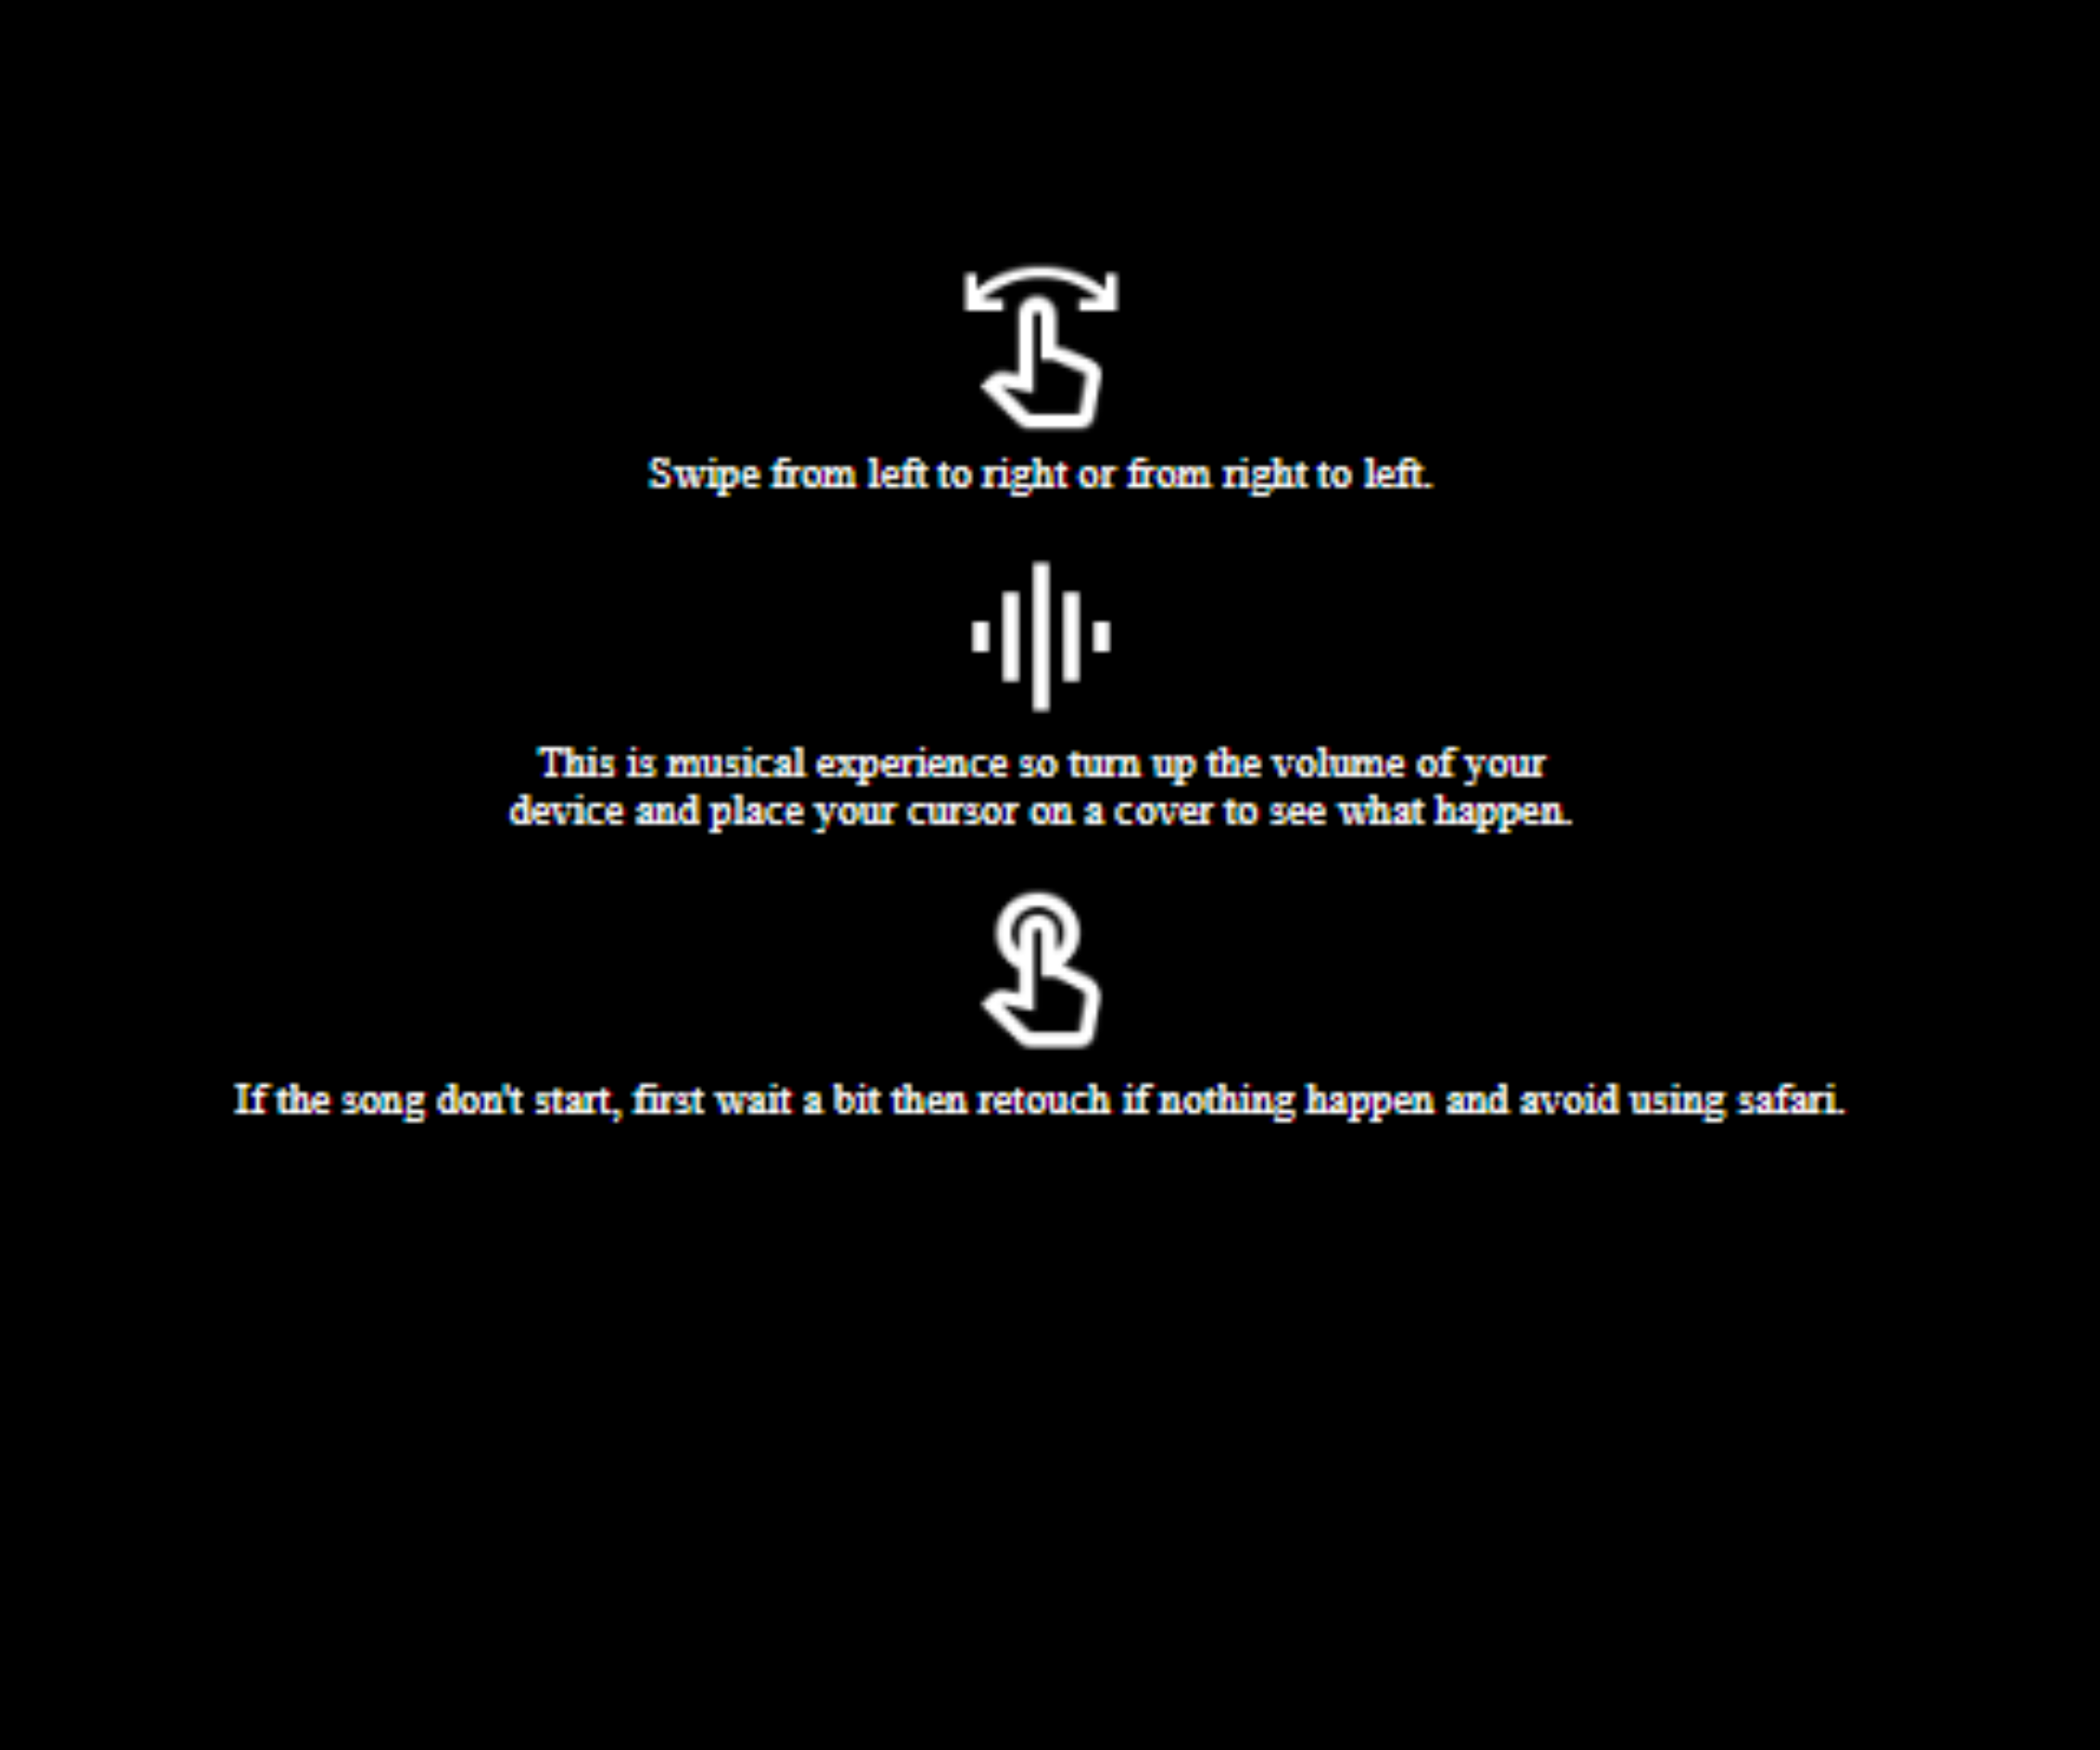 Swipe from left to right or from right to left.
This is musical experience so turn up the volume of your
device and place your cursor on a cover to see what happen.
If the song don't start, first wait a bit then retouch if nothing happen and avoid using safari.